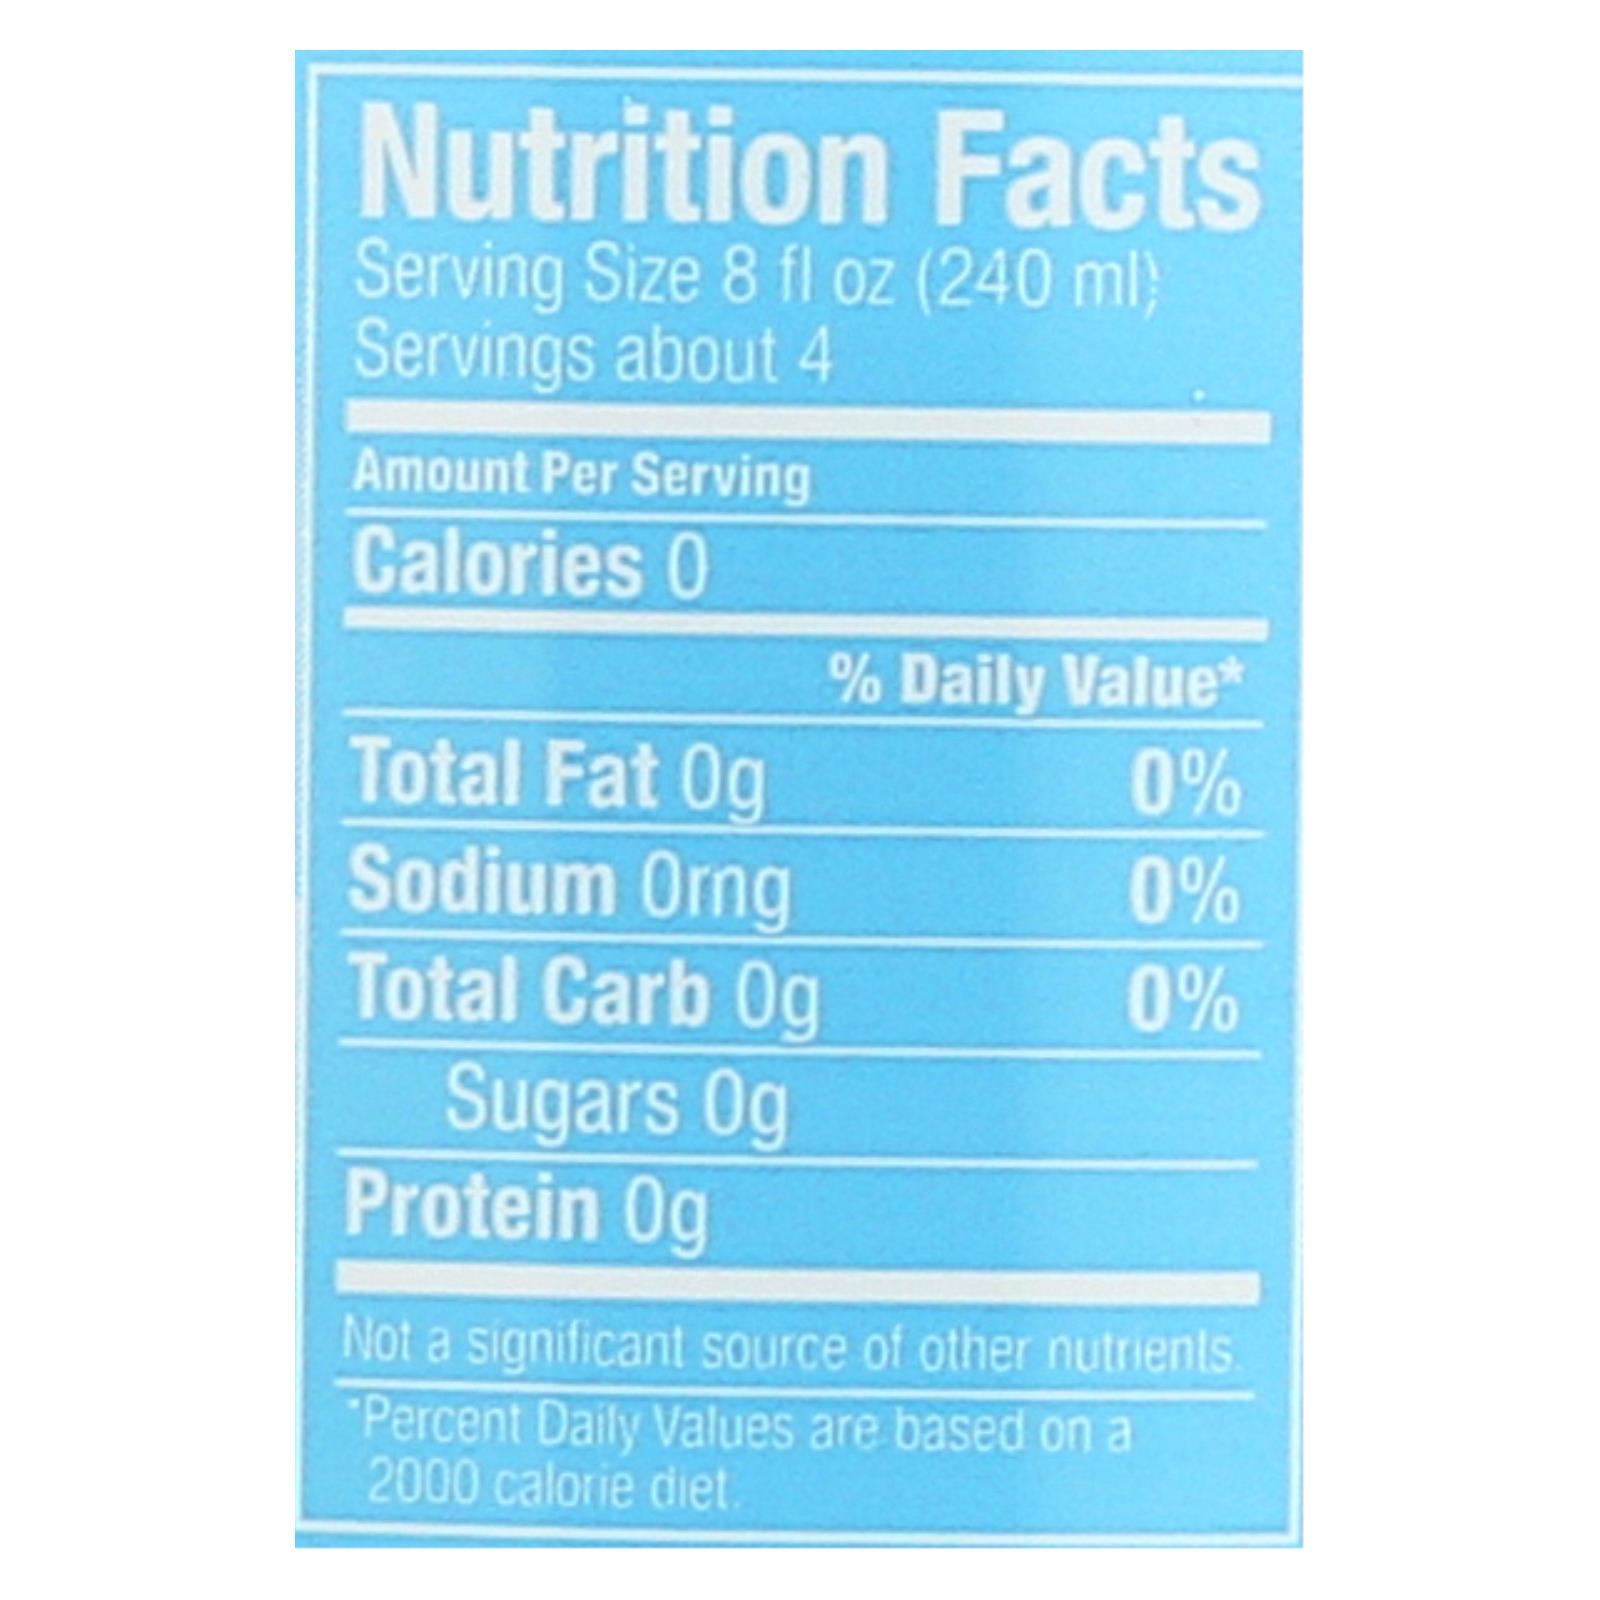 Nutrition Facts
Serving Size 8 fl oz (240 ml)
Servings about 4
Amount Per Serving
Calories 0
% Daily Value*
Total Fat 0g 0%
Sodium 0mg 0%
Total Carb 0g 0%
Sugars 0g
Protein 0g
Not a significant source of other nutrients.
*Percent Daily Values are based on a
2000 calorie diet.